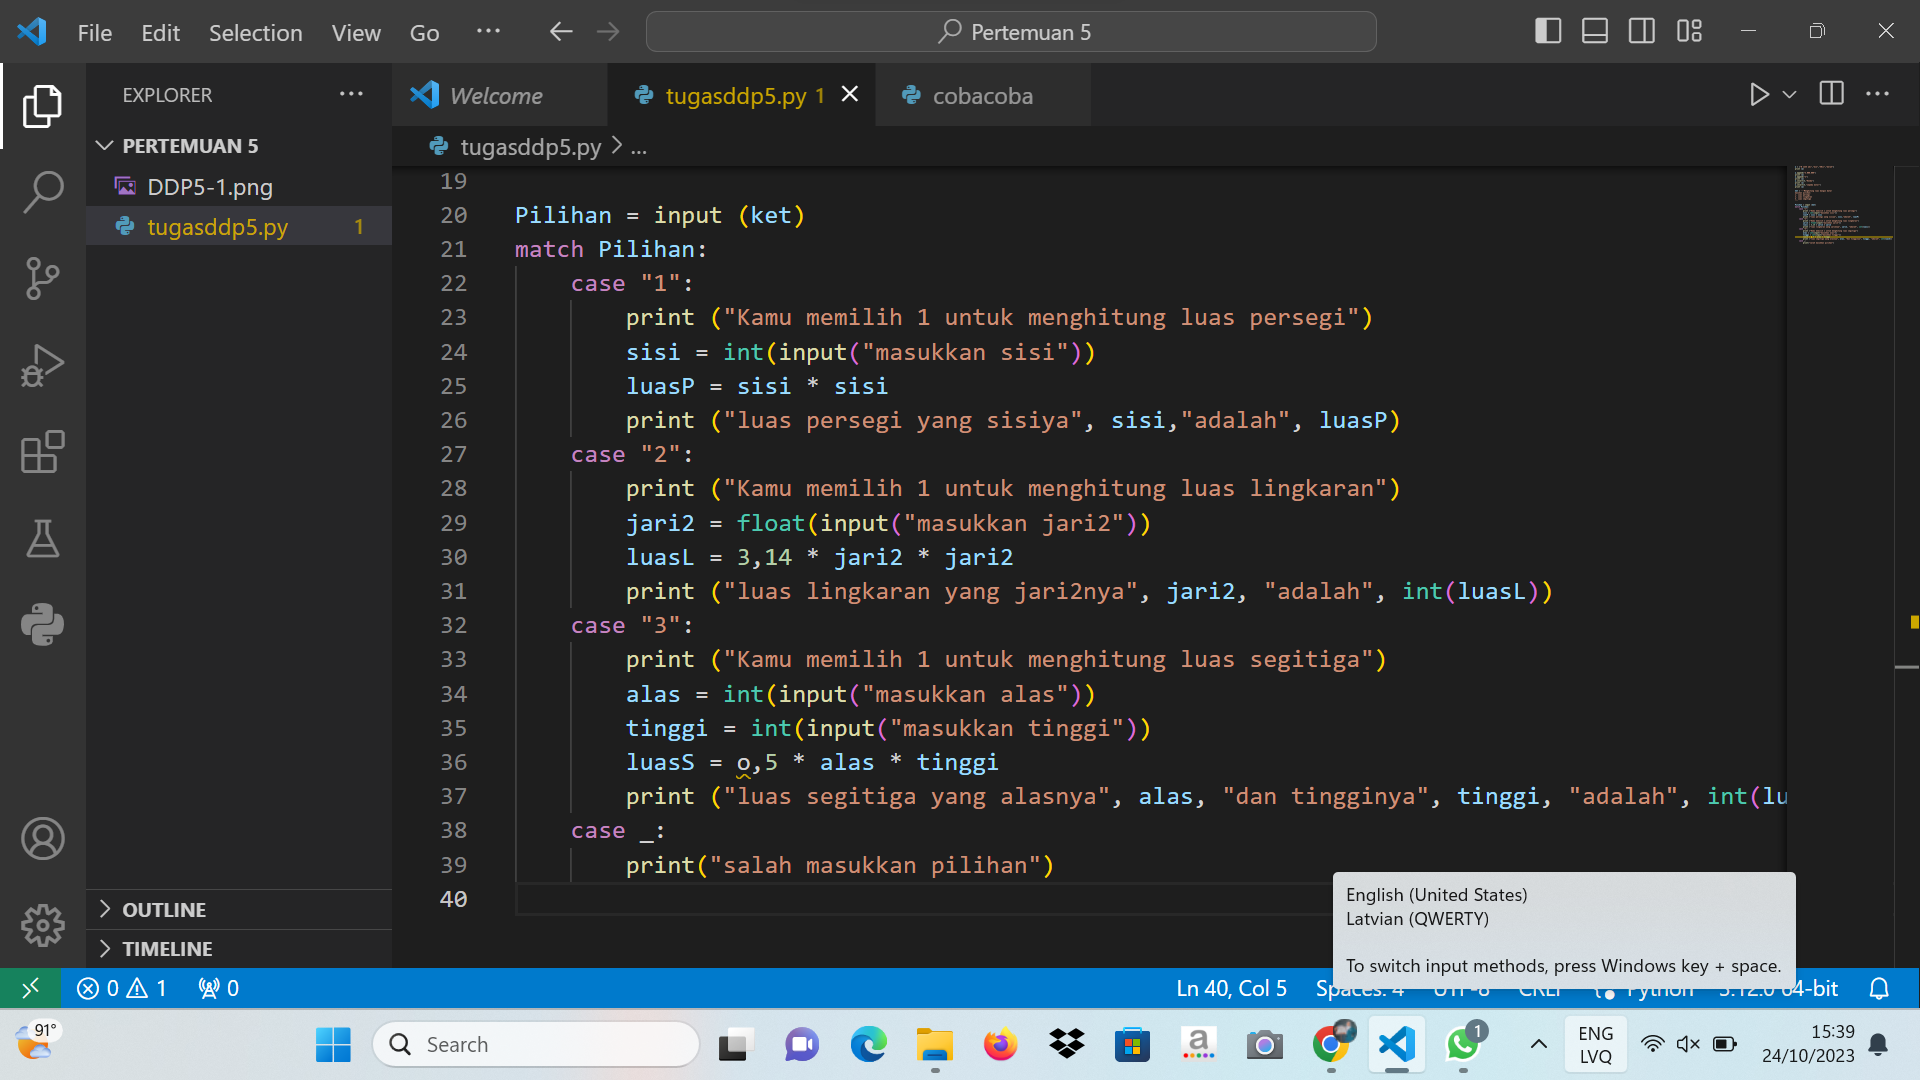 File Edit Selection View Go ... Pertemuan 5
EXPLORER ...
Welcome tugasddp5.py 1 cobacoba ...
PERTEMUAN 5
tugasddp5.py > ...
DDP5-1.png
tugasddp5.py 1
19
20 Pilihan = input (ket)
21 match Pilihan:
22 case "1":
23 print ("Kamu memilih 1 untuk menghitung luas persegi")
24 sisi = int(input("masukkan sisi"))
25 luasP = sisi * sisi
26 print ("luas persegi yang sisiya", sisi,"adalah", luasP)
27 case "2":
28 print ("Kamu memilih 1 untuk menghitung luas lingkaran")
29 jari2 = float(input("masukkan jari2"))
30 luasL = 3,14 * jari2 * jari2
31 print ("luas lingkaran yang jari2nya", jari2, "adalah", int(luasL))
32 case "3":
33 print ("Kamu memilih 1 untuk menghitung luas segitiga")
34 alas = int(input("masukkan alas"))
35 tinggi = int(input("masukkan tinggi"))
36 luasS = o,5 * alas * tinggi
37 print ("luas segitiga yang alasnya", alas, "dan tingginya", tinggi, "adalah", int(lu
38 case _:
39 print("salah masukkan pilihan")
40
OUTLINE
TIMELINE
English (United States)
Latvian (QWERTY)
To switch input methods, press Windows key + space.
0 1 0 Ln 40, Col 5 Spaces: 4 UTF-8 CRLF Python 3.12.0 64-bit
91° Search a 1 ENG
LVQ
15:39
24/10/2023